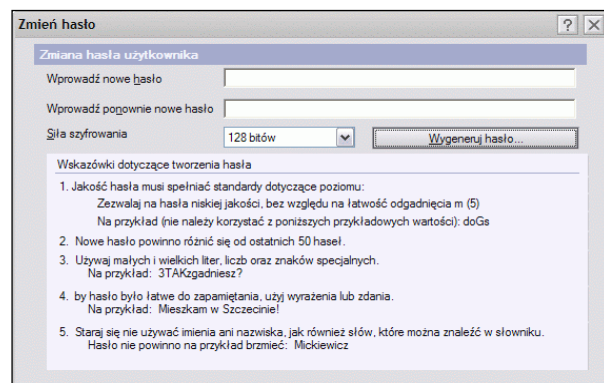 Zmień hasło
Zmiana hasła użytkownika
Wprowadź nowe hasło
Wprowadź ponownie nowe hasło
Siła szyfrowania 128 bitów Wygeneruj hasło...
Wskazówki dotyczące tworzenia hasła
1. Jakość hasła musi spełniać standardy dotyczące poziomu:
Zezwalaj na hasła niskiej jakości, bez względu na łatwość odgadnięcia m (5)
Na przykład (nie należy korzystać z poniższych przykładowych wartości): doGs
2. Nowe hasło powinno różnić się od ostatnich 50 haseł.
3. Używaj małych i wielkich liter, liczb oraz znaków specjalnych.
Na przykład: 3TAKzgadniesz?
4. by hasło było łatwe do zapamiętania, użyj wyrażenia lub zdania.
Na przykład: Mieszkam w Szczecinie!
5. Staraj się nie używać imienia ani nazwiska, jak również słów, które można znaleźć w słowniku.
Hasło nie powinno na przykład brzmieć: Mickiewicz